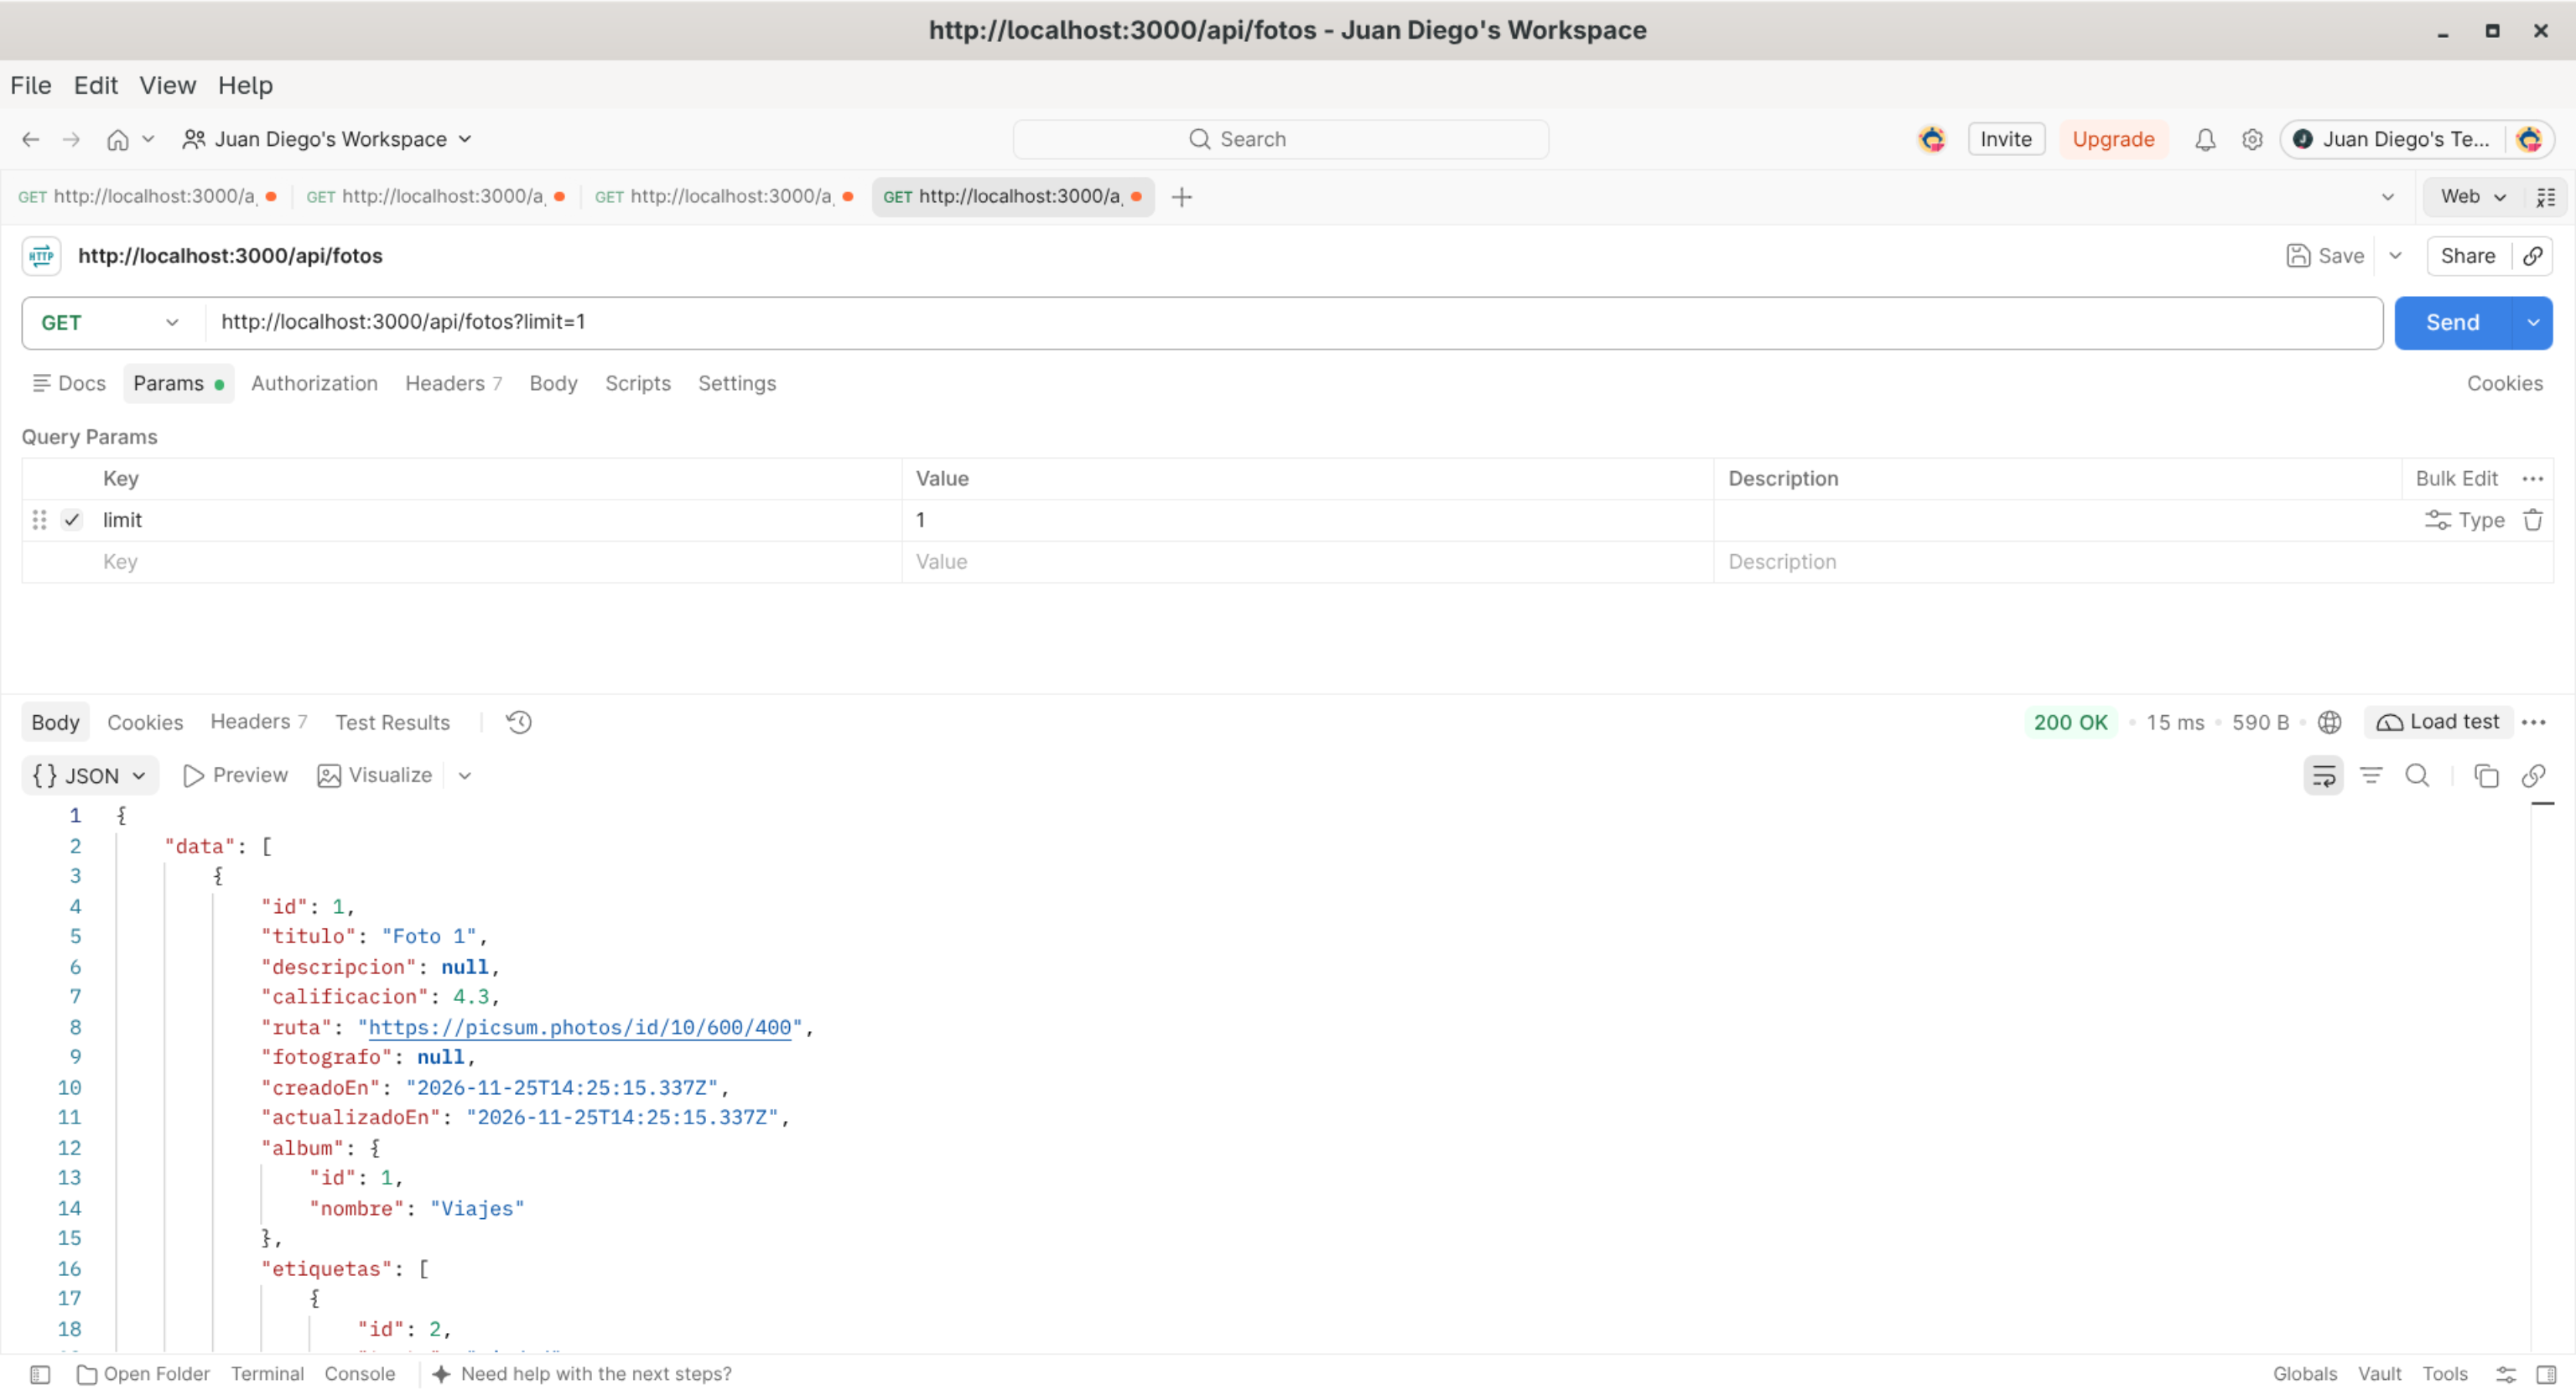 http://localhost:3000/api/fotos - Juan Diego's Workspace
File Edit View Help
Juan Diego's Workspace Search Invite Upgrade Juan Diego's Te...
GET http://localhost:3000/a GET http://localhost:3000/a GET http://localhost:3000/a GET http://localhost:3000/a Web
HTTP http://localhost:3000/api/fotos Save Share
GET http://localhost:3000/api/fotos?limit=1 Send
Docs Params Authorization Headers 7 Body Scripts Settings Cookies
Query Params
Key Value Description Bulk Edit
limit 1 Type
Key Value Description
Body Cookies Headers 7 Test Results 200 OK 15 ms 590 B Load test
{} JSON Preview Visualize
1 {
2 "data": [
3 {
4 "id": 1,
5 "titulo": "Foto 1",
6 "descripcion": null,
7 "calificacion": 4.3,
8 "ruta": "https://picsum.photos/id/10/600/400",
9 "fotografo": null,
10 "creadoEn": "2026-11-25T14:25:15.337Z",
11 "actualizadoEn": "2026-11-25T14:25:15.337Z",
12 "album": {
13 "id": 1,
14 "nombre": "Viajes"
15 },
16 "etiquetas": [
17 {
18 "id": 2,
Open Folder Terminal Console Need help with the next steps? Globals Vault Tools